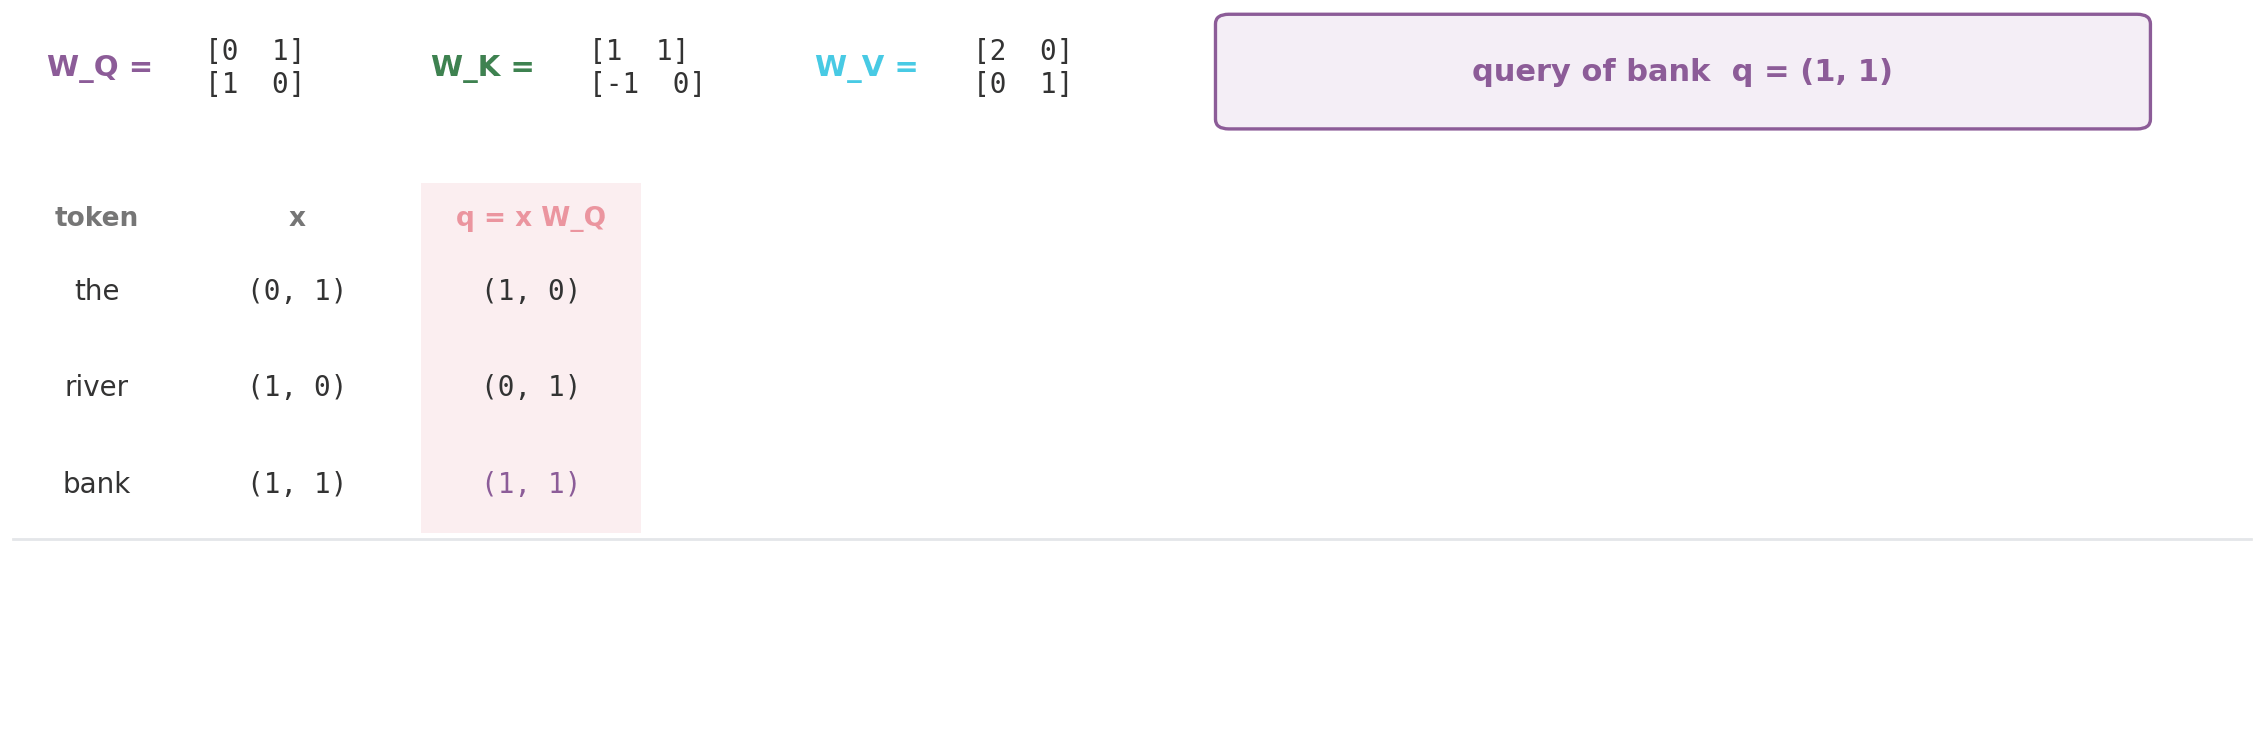 W_Q = [0  1]
[1  0]
W_K = [1  1]
[-1  0]
W_V = [2  0]
[0  1]
query of bank  q = (1, 1)
token x q = x W_Q
the (0, 1) (1, 0)
river (1, 0) (0, 1)
bank (1, 1) (1, 1)